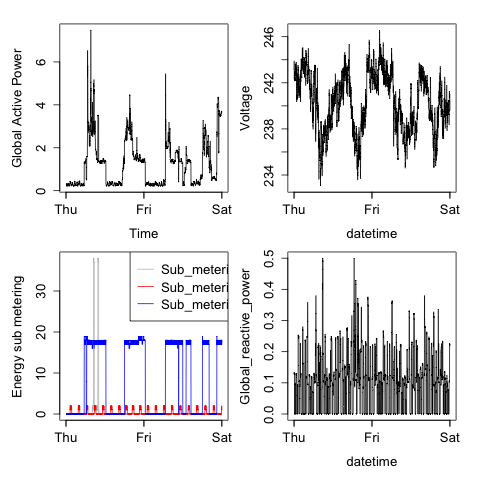 Global Active Power
0 2 4 6
Thu Fri Sat
Time
Voltage
234 238 242 246
Thu Fri Sat
datetime
Energy sub metering
0 10 20 30
Sub_meteri
Sub_meteri
Sub_meteri
Thu Fri Sat
Global_reactive_power
0.0 0.1 0.2 0.3 0.4 0.5
Thu Fri Sat
datetime